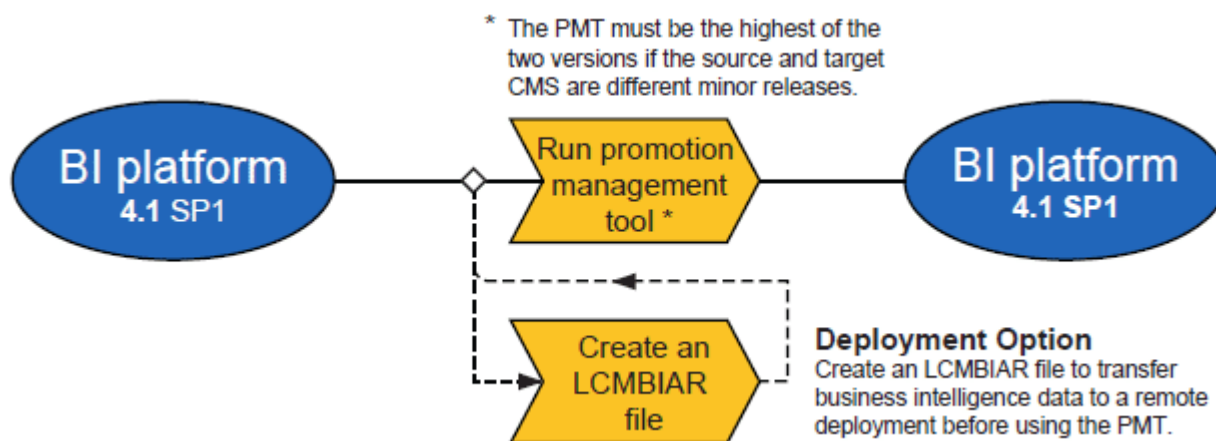 * The PMT must be the highest of the
two versions if the source and target
CMS are different minor releases.
BI platform
4.1 SP1
Run promotion
management
tool *
BI platform
4.1 SP1
Create an
LCMBIAR
file
Deployment Option
Create an LCMBIAR file to transfer
business intelligence data to a remote
deployment before using the PMT.